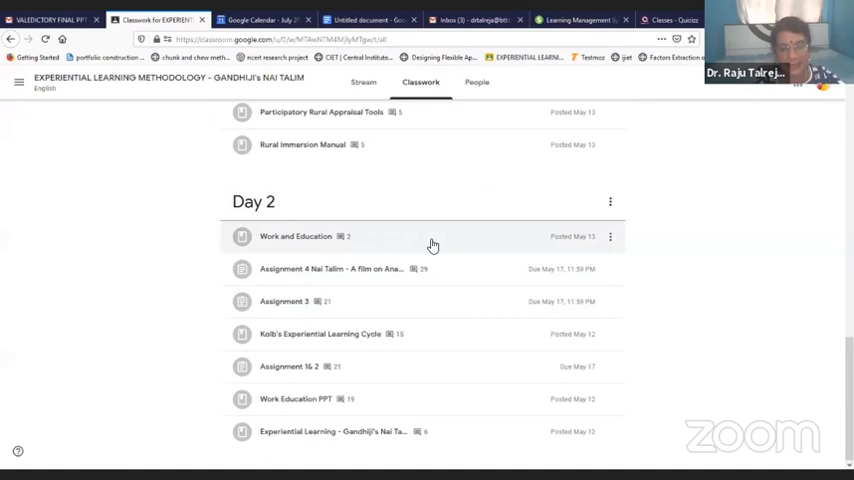 VALEDICTORY FINAL PPT
Classwork for EXPERIENT
Google Calendar - July 2
Untitled document - Goo
Inbox (3) - drtalreja@btt
Learning Management Sy
Classes - Quizizz
https://classroom.google.com/u/0/w/MTAwNTM4MjIyMTgw/t/all
Getting Started
portfolio construction ...
chunk and chew meth...
ncert research project
CIET | Central Institute...
Designing Flexible Ap...
EXPERIENTIAL LEARNI...
Testmoz
ijiet
Factors Extraction
EXPERIENTIAL LEARNING METHODOLOGY - GANDHIJI's NAI TALIM
English
Stream
Classwork
People
Dr. Raju Talrej...
Participatory Rural Appraisal Tools 5 Posted May 13
Rural Immersion Manual 5 Posted May 13
Day 2
Work and Education 2 Posted May 13
Assignment 4 Nai Talim - A film on Ana... 29 Due May 17, 11:59 PM
Assignment 3 21 Due May 17, 11:59 PM
Kolb's Experiential Learning Cycle 15 Posted May 12
Assignment 1& 2 21 Due May 17
Work Education PPT 19 Posted May 12
Experiential Learning - Gandhiji's Nai Ta... 6 Posted May 12
zoom